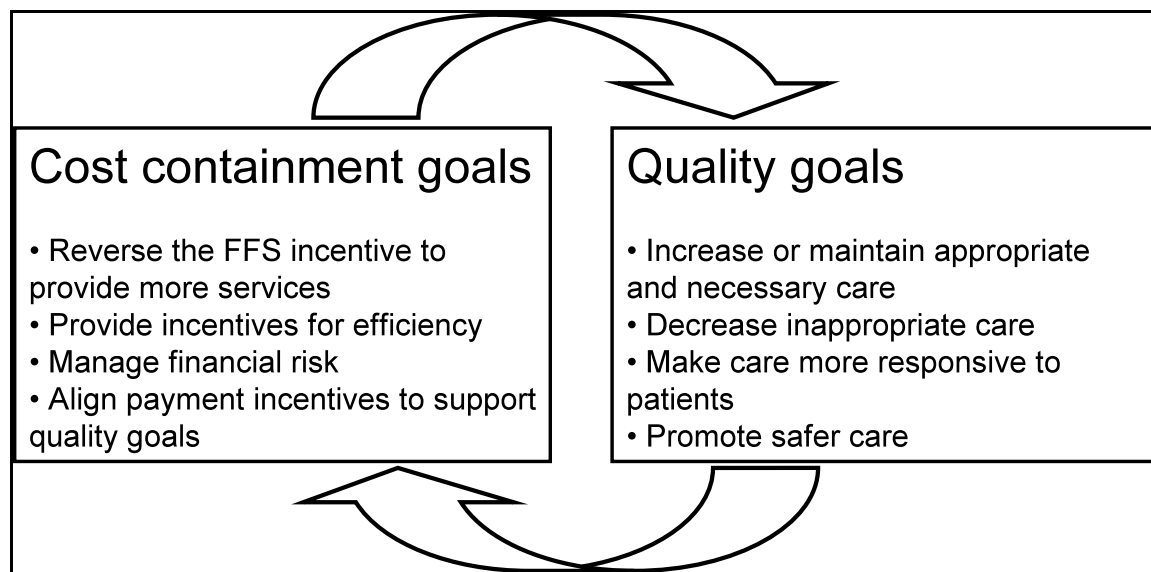 Cost containment goals
• Reverse the FFS incentive to
provide more services
• Provide incentives for efficiency
• Manage financial risk
• Align payment incentives to support
quality goals
Quality goals
• Increase or maintain appropriate
and necessary care
• Decrease inappropriate care
• Make care more responsive to
patients
• Promote safer care